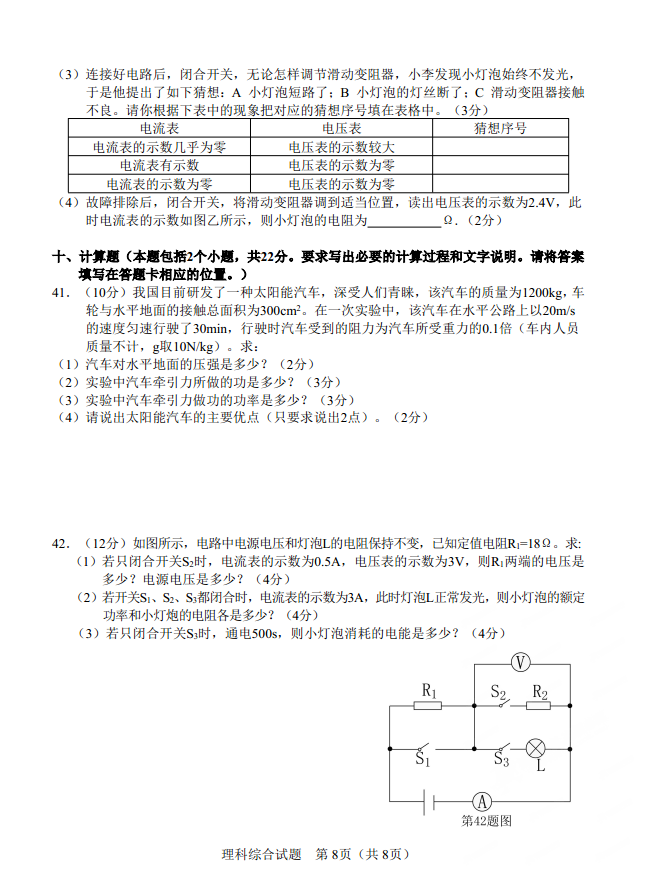 （3）连接好电路后，闭合开关，无论怎样调节滑动变阻器，小李发现小灯泡始终不发光，
于是他提出了如下猜想：A 小灯泡短路了；B 小灯泡的灯丝断了；C 滑动变阻器接触
不良。请你根据下表中的现象把对应的猜想序号填在表格中。（3分）
电流表 电压表 猜想序号
电流表的示数几乎为零 电压表的示数较大
电流表有示数 电压表的示数为零
电流表的示数为零 电压表的示数为零
（4）故障排除后，闭合开关，将滑动变阻器调到适当位置，读出电压表的示数为2.4V，此
时电流表的示数如图乙所示，则小灯泡的电阻为__________Ω.（2分）
十、计算题（本题包括2个小题，共22分。要求写出必要的计算过程和文字说明。请将答案
填写在答题卡相应的位置。）
41．（10分）我国目前研发了一种太阳能汽车，深受人们青睐，该汽车的质量为1200kg，车
轮与水平地面的接触总面积为300cm²。在一次实验中，该汽车在水平公路上以20m/s
的速度匀速行驶了30min，行驶时汽车受到的阻力为汽车所受重力的0.1倍（车内人员
质量不计，g取10N/kg）。求：
（1）汽车对水平地面的压强是多少？（2分）
（2）实验中汽车牵引力所做的功是多少？（3分）
（3）实验中汽车牵引力做功的功率是多少？（3分）
（4）请说出太阳能汽车的主要优点（只要求说出2点）。（2分）
42．（12分）如图所示，电路中电源电压和灯泡L的电阻保持不变，已知定值电阻R₁=18Ω。求:
（1）若只闭合开关S₂时，电流表的示数为0.5A，电压表的示数为3V，则R₁两端的电压是
多少？电源电压是多少？（4分）
（2）若开关S₁、S₂、S₃都闭合时，电流表的示数为3A，此时灯泡L正常发光，则小灯泡的额定
功率和小灯炮的电阻各是多少？（4分）
（3）若只闭合开关S₃时，通电500s，则小灯泡消耗的电能是多少？（4分）
V
R₁ S₂ R₂
S₁ S₃ L
A
第42题图
理科综合试题 第 8页（共 8页）